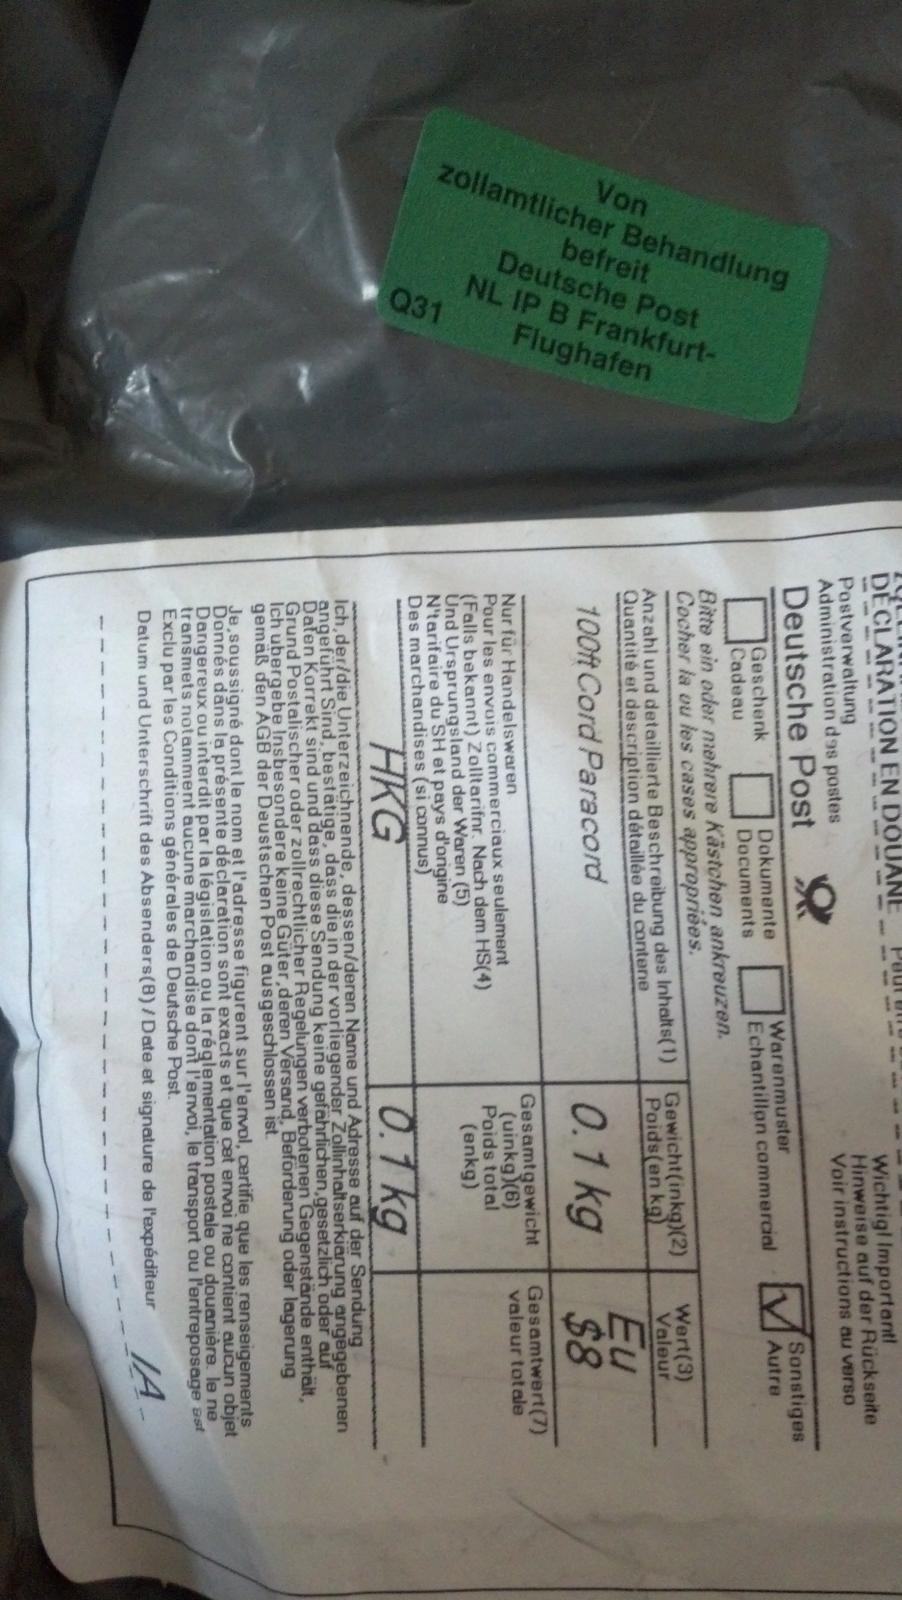 Von
zollamtlicher Behandlung
befreit
Deutsche Post
NL IP B Frankfurt-
Flughafen
Q31
DÉCLARATION EN DOUANE
Postverwaltung
Administration des postes
Wichtig! Important!
Hinweise auf der Rückseite
Voir instructions au verso
Deutsche Post
Geschenk
Cadeau
Dokumente
Documents
Warenmuster
Echantillon commercial
Sonstiges
Autre
Bitte ein oder mehrere Kästchen ankreuzen.
Cocher la ou les cases appropriées.
Anzahl und detaillierte Beschreibung des Inhalts(1)
Quantité et description détaillée du contene
Gewicht(inkg)(2)
Poids(en kg)
Wert(3)
Valeur
100ft Cord Paracord
0.1 kg
Eu
$8
Nur für Handelswaren
Pour les envois commerciaux seulement
(Falls bekannt) Zolltarifnr. Nach dem HS(4)
Und Ursprungsland der Waren (5)
N'tarifaire du SH et pays d'origine
Des marchandises (si connus)
Gesamtgewicht
(uinkg)(6)
Poids total
(enkg)
Gesamtwert(7)
valeur totale
HKG
0.1 kg
Ich, der/die Unterzeichnende, dessen/deren Name und Adresse auf der Sendung
angeführt Sind, bestätige, dass die in der vorliegender Zollinhaltserklärung angegebenen
Daten Korrekt sind und dass diese Sendung keine gefährlichen,gesetzlich oder auf
Grund Postalischer oder zollrechtlicher Regelungen verbotenen Gegenstände enthält,
Ich übergebe Insbesondere keine Güter,deren Versand, Beförderung oder lagerung
gemäß den AGB der Deustschen Post ausgeschlossen ist.
Je,soussigné dont le nom et l'adresse figurent sur l'envoi, certifie que les renseigements
Donnés dans la présente déclaration sont exacts et que cet envoi ne contient aucun objet
Dangereux ou interdit par la législation ou la réglementation postale ou douanière. le ne
transmets notamment aucune marchandise dont l'envoi, le transport ou l'entreposage est
Exclu par les Conditions générales de Deutsche Post.
Datum und Unterschrift des Absenders(8) / Date et signature de l'expéditeur
1A